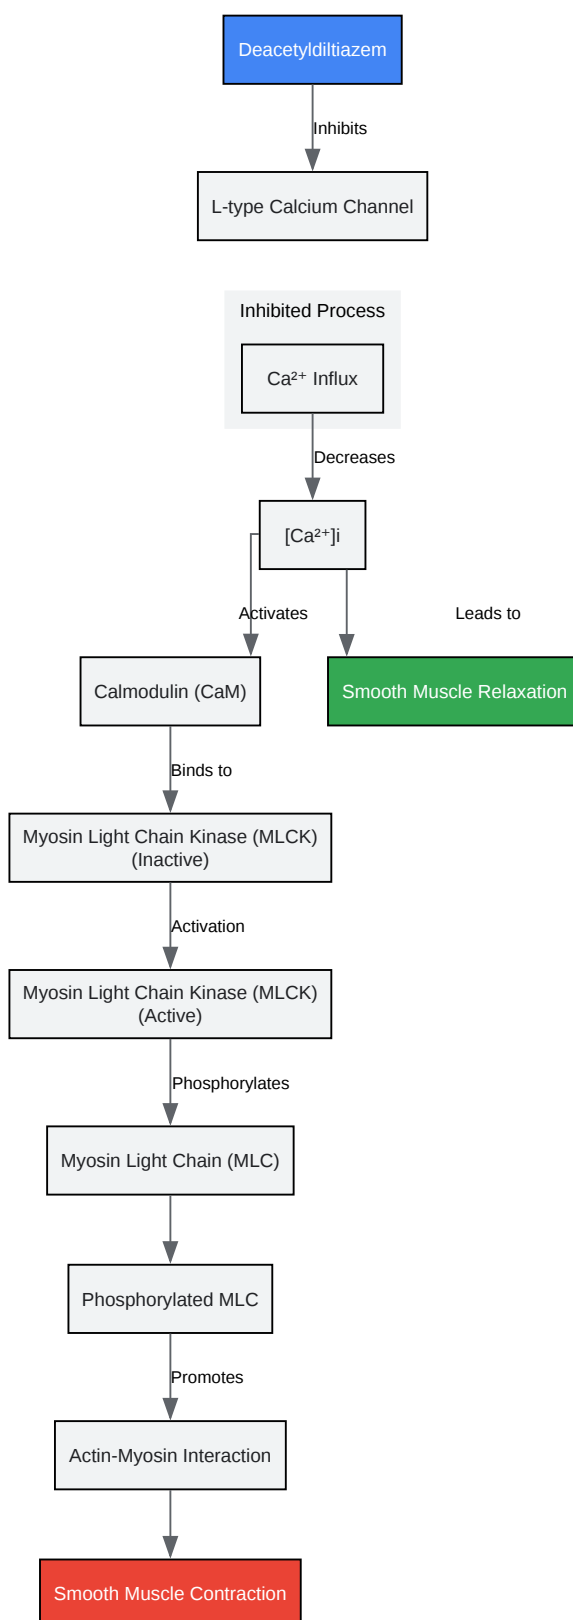 Deacetyldiltiazem
Inhibits
L-type Calcium Channel
Inhibited Process
Ca²⁺ Influx
Decreases
[Ca²⁺]i
Activates
Leads to
Calmodulin (CaM)
Smooth Muscle Relaxation
Binds to
Myosin Light Chain Kinase (MLCK)
(Inactive)
Activation
Myosin Light Chain Kinase (MLCK)
(Active)
Phosphorylates
Myosin Light Chain (MLC)
Phosphorylated MLC
Promotes
Actin-Myosin Interaction
Smooth Muscle Contraction